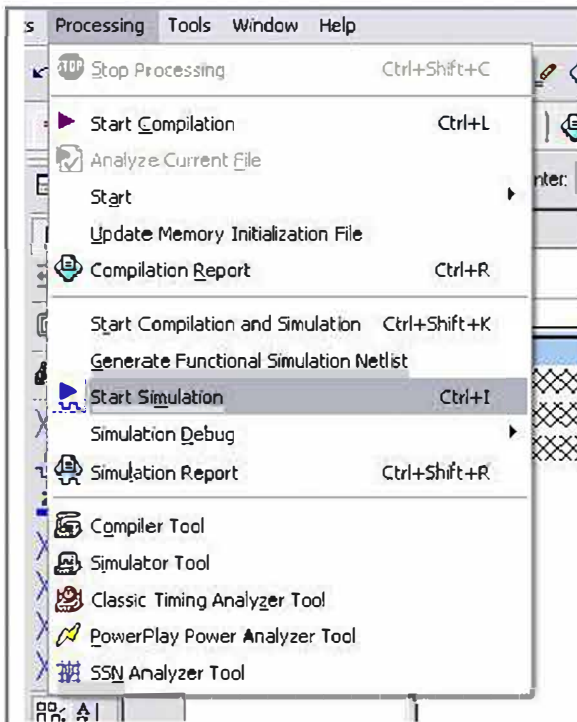 s Processing Tools Window Help
STOP Stop Processing Ctrl+Shift+C
Start Compilation Ctrl+L
Analyze Current File
nter:
Start
Update Memory Initialization File
Compilation Report Ctrl+R
Start Compilation and Simulation Ctrl+Shift+K
Generate Functional Simulation Netlist
Start Simulation Ctrl+I
Simulation Debug
Simulation Report Ctrl+Shift+R
Compiler Tool
Simulator Tool
Classic Timing Analyzer Tool
PowerPlay Power Analyzer Tool
SSN Analyzer Tool